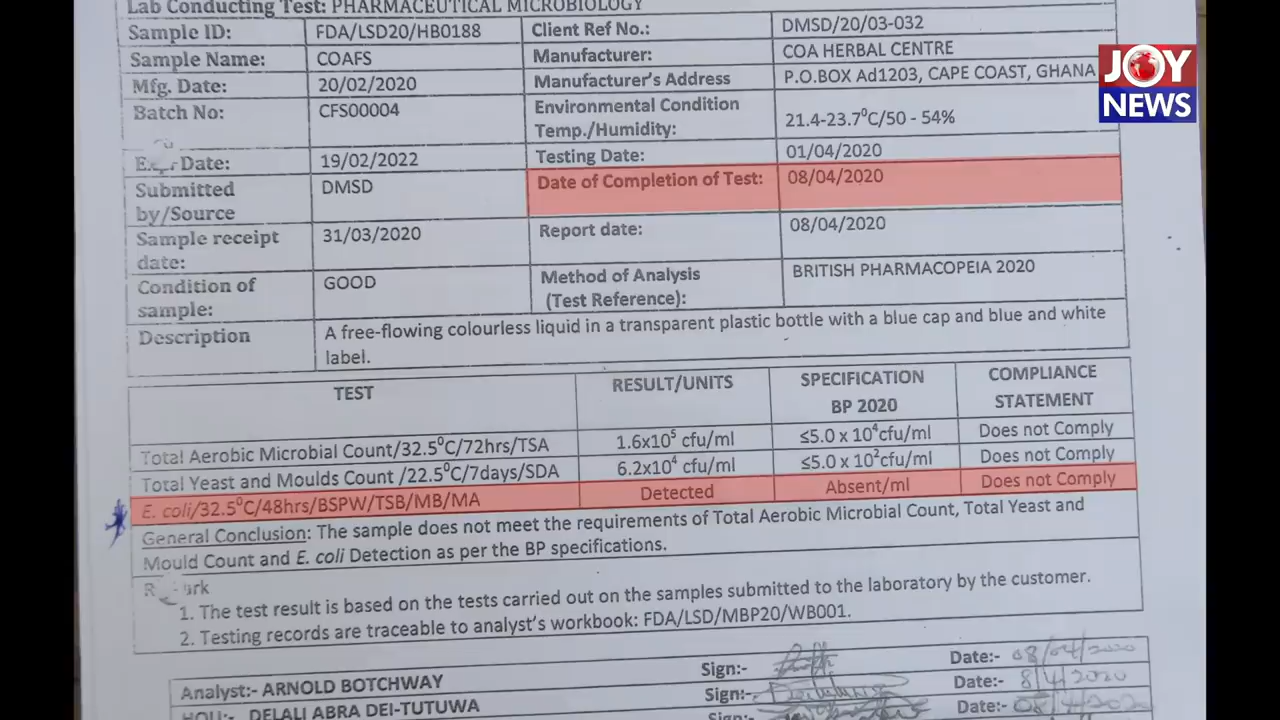 Lab Conducting Test: PHARMACEUTICAL MICROBIOLOGY
Sample ID: FDA/LSD20/HB0188 Client Ref No.: DMSD/20/03-032
Sample Name: COAFS Manufacturer: COA HERBAL CENTRE
Mfg. Date: 20/02/2020 Manufacturer's Address P.O.BOX Ad1203, CAPE COAST, GHANA
Batch No: CFS00004 Environmental Condition Temp./Humidity: 21.4-23.7⁰C/50 - 54%
Date: 19/02/2022 Testing Date: 01/04/2020
Submitted by/Source DMSD Date of Completion of Test: 08/04/2020
Sample receipt date: 31/03/2020 Report date: 08/04/2020
Condition of sample: GOOD Method of Analysis (Test Reference): BRITISH PHARMACOPEIA 2020
Description A free-flowing colourless liquid in a transparent plastic bottle with a blue cap and blue and white
label.
TEST RESULT/UNITS SPECIFICATION BP 2020 COMPLIANCE STATEMENT
Total Aerobic Microbial Count/32.5⁰C/72hrs/TSA 1.6x10⁵ cfu/ml ≤5.0 x 10⁴cfu/ml Does not Comply
Total Yeast and Moulds Count /22.5⁰C/7days/SDA 6.2x10⁴ cfu/ml ≤5.0 x 10²cfu/ml Does not Comply
E. coli/32.5⁰C/48hrs/BSPW/TSB/MB/MA Detected Absent/ml Does not Comply
General Conclusion: The sample does not meet the requirements of Total Aerobic Microbial Count, Total Yeast and
Mould Count and E. coli Detection as per the BP specifications.
1. The test result is based on the tests carried out on the samples submitted to the laboratory by the customer.
2. Testing records are traceable to analyst's workbook: FDA/LSD/MBP20/WB001.
Analyst:- ARNOLD BOTCHWAY Sign:- Date:- 08/04/2020
DELALI ABRA DEI-TUTUWA Sign:- Date:- 8/4/2020
Date:- 08/4/202
JOY
NEWS